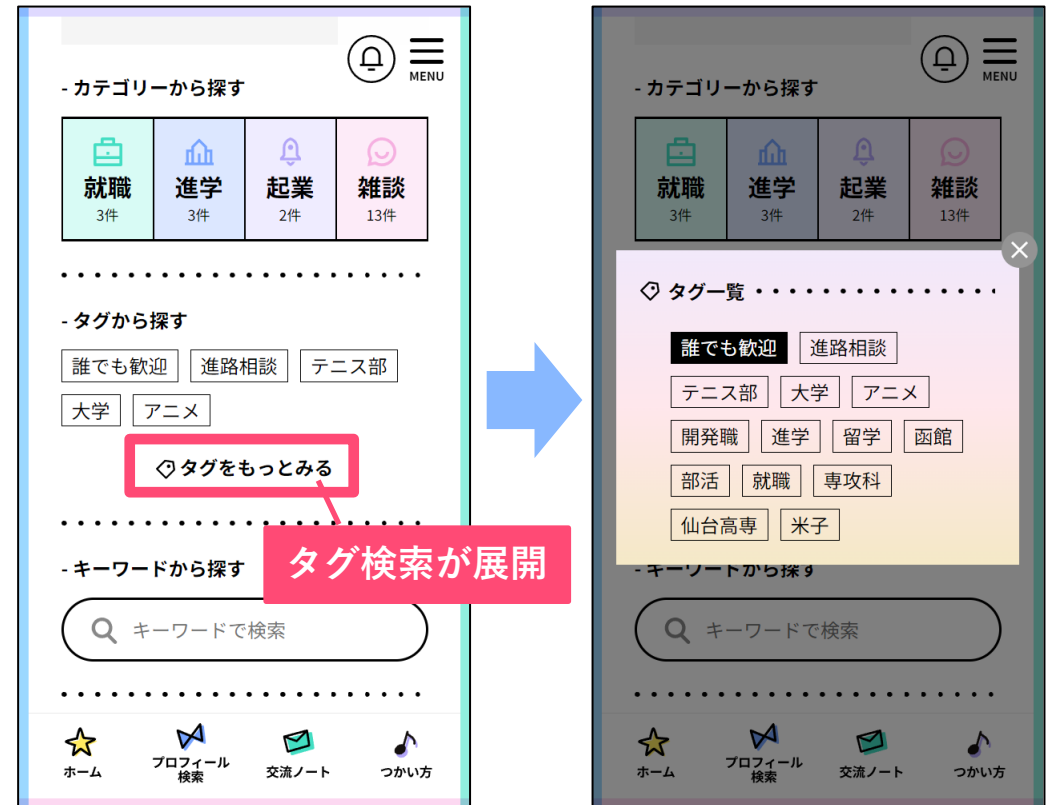 MENU
- カテゴリーから探す
就職
3件
進学
3件
起業
2件
雑談
13件
- タグから探す
誰でも歓迎 進路相談 テニス部
大学 アニメ
タグをもっとみる
タグ検索が展開
- キーワードから探す
キーワードで検索
ホーム
プロフィール
検索
交流ノート
つかい方
MENU
- カテゴリーから探す
就職
3件
進学
3件
起業
2件
雑談
13件
タグ一覧
誰でも歓迎 進路相談
テニス部 大学 アニメ
開発職 進学 留学 函館
部活 就職 専攻科
仙台高専 米子
- キーワードから探す
キーワードで検索
ホーム
プロフィール
検索
交流ノート
つかい方